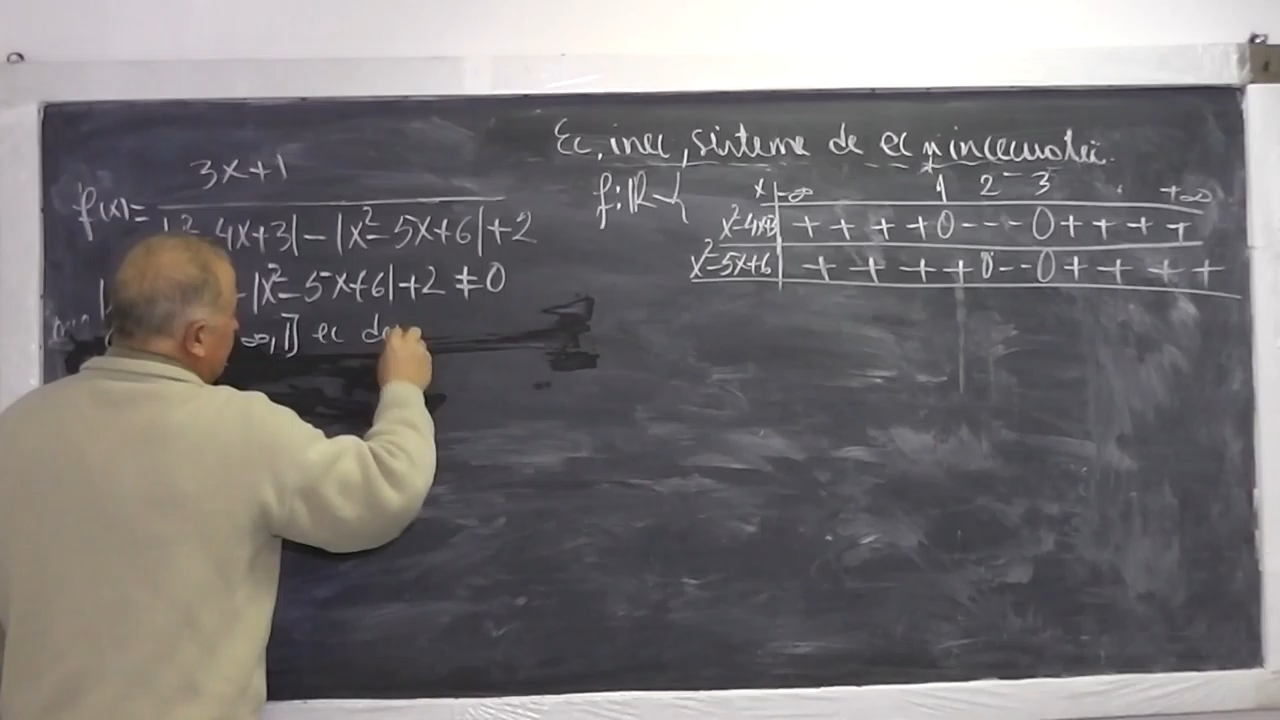 Ec, inec, sisteme de ec și inecuații.
3x+1
f(x)=
4x+3|-|x²-5x+6|+2
-|x²-5x+6|+2≠0
∞,1] ec de
f:ℝ-{
x -∞ 1 2 3 +∞
x²-4x+3 + + + + 0 - - - 0 + + + +
x²-5x+6 + + + + 0 - - 0 + + + +